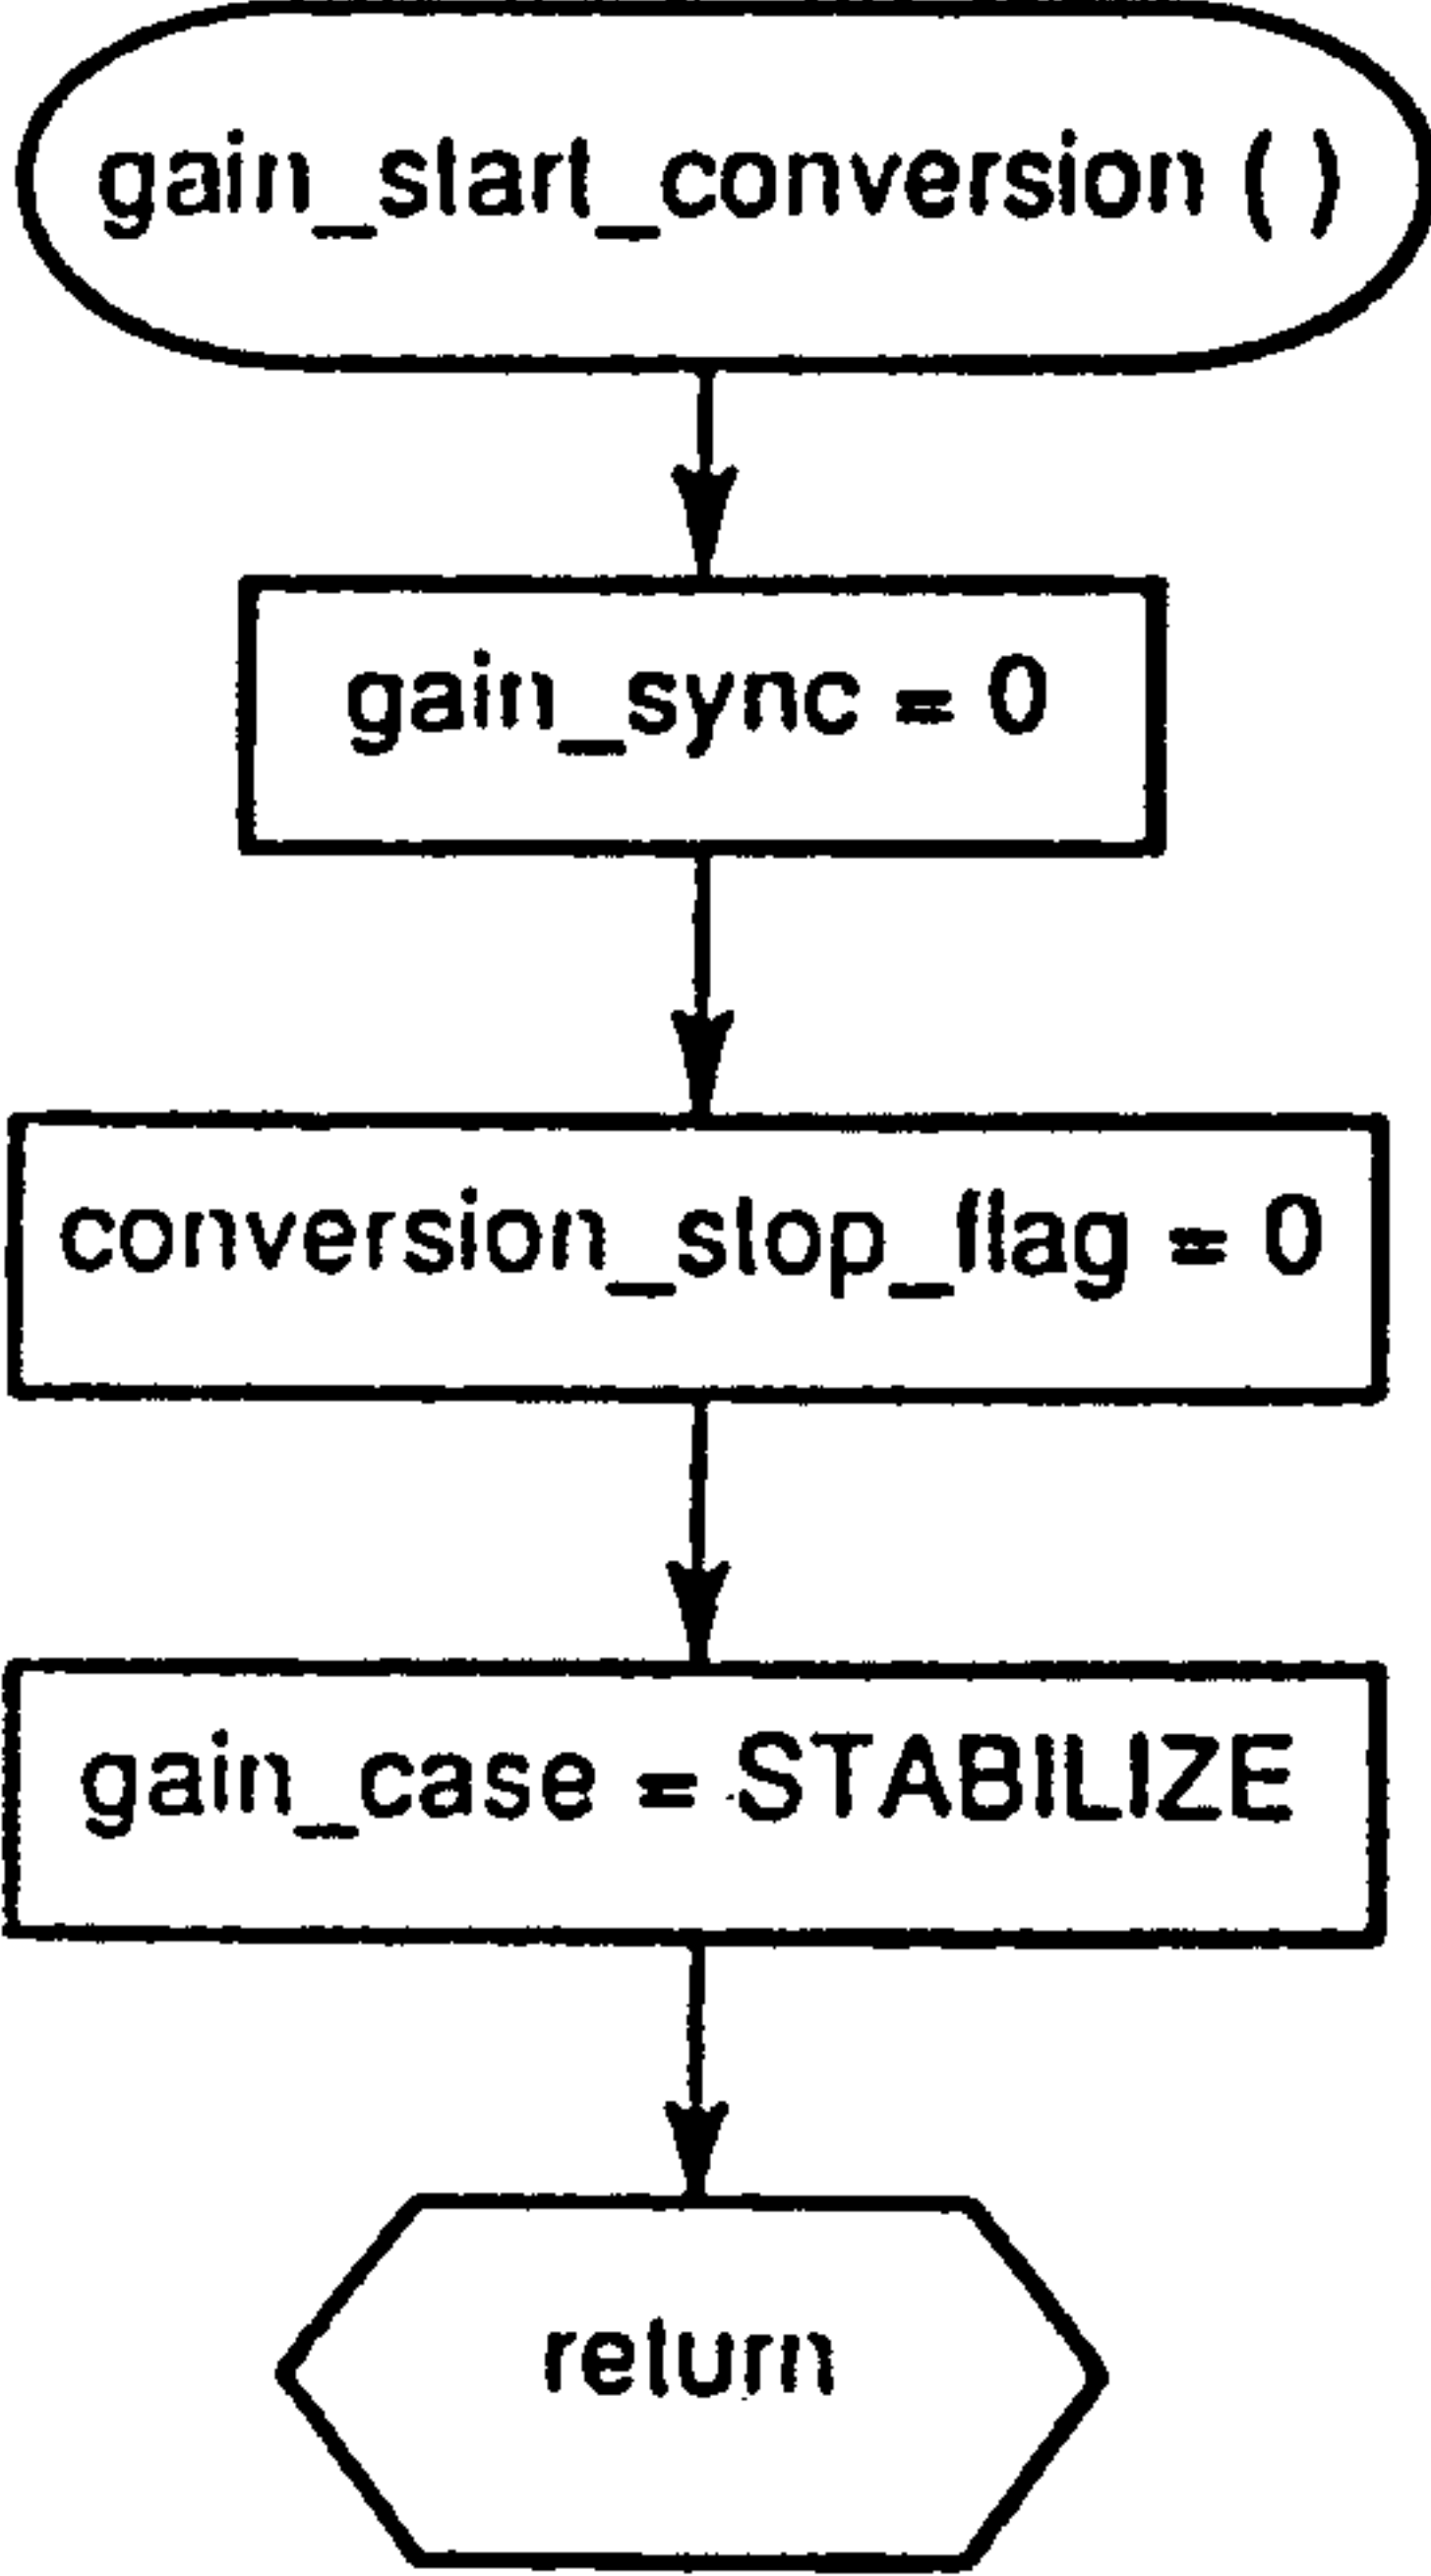 gain_start_conversion ( )
gain_sync = 0
conversion_stop_flag = 0
gain_case = STABILIZE
return